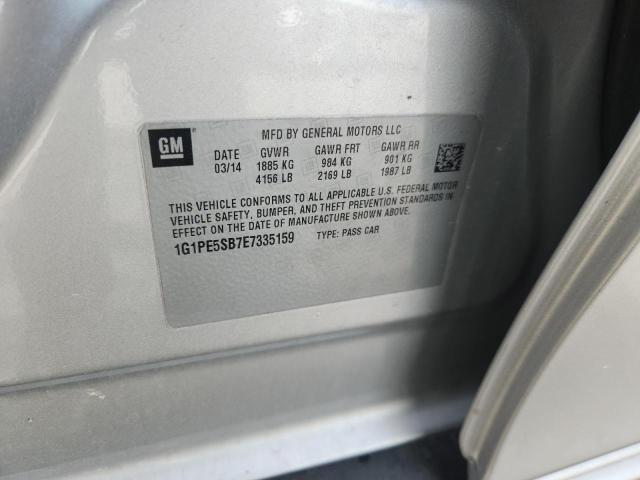 GM
MFD BY GENERAL MOTORS LLC
DATE GVWR GAWR FRT GAWR RR
03/14 1885 KG 984 KG 901 KG
4156 LB 2169 LB 1987 LB
THIS VEHICLE CONFORMS TO ALL APPLICABLE U.S. FEDERAL MOTOR
VEHICLE SAFETY, BUMPER, AND THEFT PREVENTION STANDARDS IN
EFFECT ON THE DATE OF MANUFACTURE SHOWN ABOVE.
1G1PE5SB7E7335159 TYPE: PASS CAR